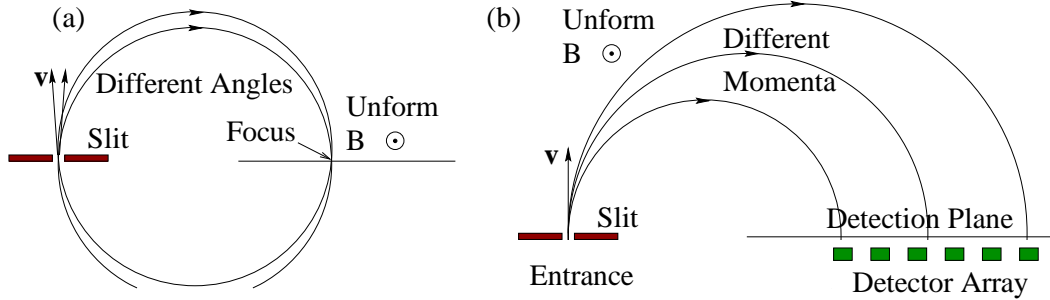 (a)
v
Different Angles
Slit
Focus
Unform
B
(b)
Unform
B
Different
Momenta
v
Slit
Entrance
Detection Plane
Detector Array